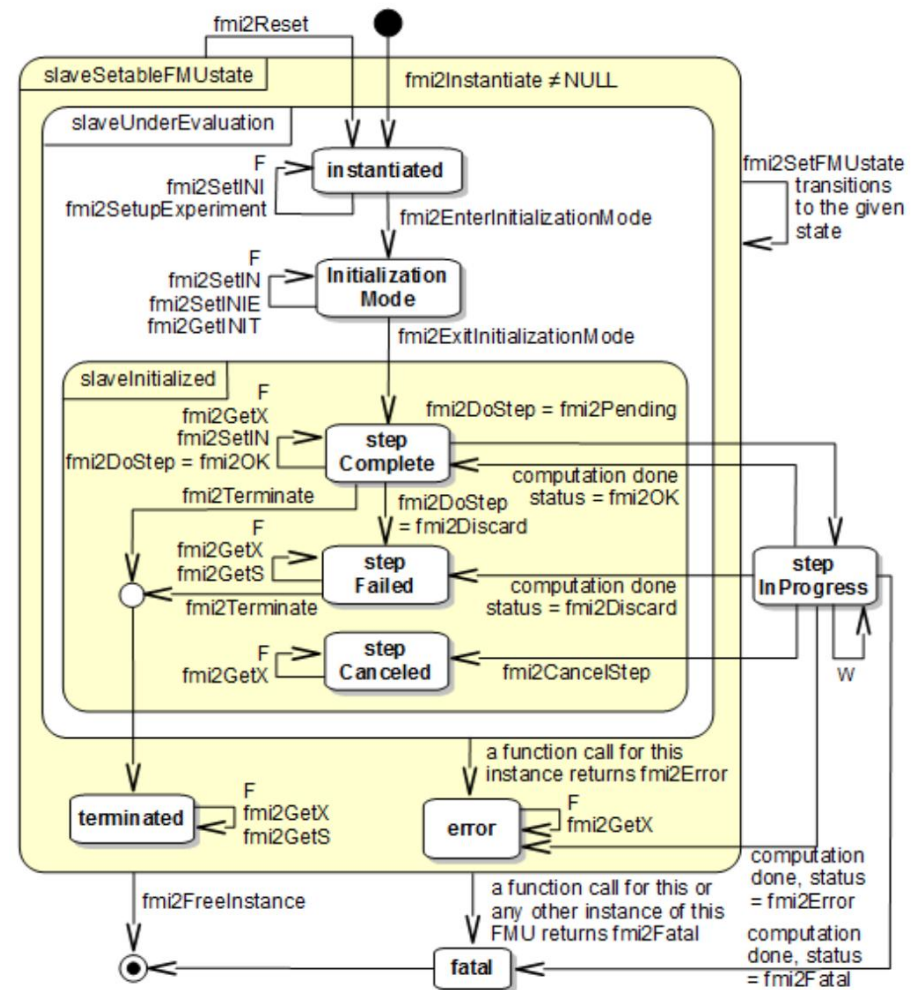 fmi2Reset
slaveSetableFMUstate
fmi2Instantiate ≠ NULL
slaveUnderEvaluation
F
fmi2SetINI
fmi2SetupExperiment
instantiated
fmi2SetFMUstate
transitions
to the given
state
fmi2EnterInitializationMode
F
fmi2SetIN
fmi2SetINIE
fmi2GetINIT
Initialization
Mode
fmi2ExitInitializationMode
slaveInitialized
F
fmi2GetX
fmi2SetIN
fmi2DoStep = fmi2OK
step
Complete
fmi2DoStep = fmi2Pending
computation done
status = fmi2OK
fmi2Terminate
fmi2DoStep
= fmi2Discard
F
fmi2GetX
fmi2GetS
step
Failed
fmi2Terminate
computation done
status = fmi2Discard
step
InProgress
F
fmi2GetX
step
Canceled
fmi2CancelStep
W
a function call for this
instance returns fmi2Error
terminated
F
fmi2GetX
fmi2GetS
error
F
fmi2GetX
computation
done, status
= fmi2Error
fmi2FreeInstance
a function call for this or
any other instance of this
FMU returns fmi2Fatal
fatal
computation
done, status
= fmi2Fatal